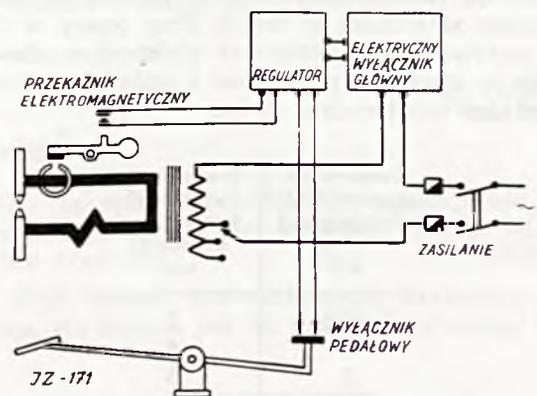 REGULATOR
ELEKTRYCZNY
WYŁĄCZNIK
GŁÓWNY
PRZEKAŹNIK
ELEKTROMAGNETYCZNY
~
ZASILANIE
WYŁĄCZNIK
PEDAŁOWY
JZ-171